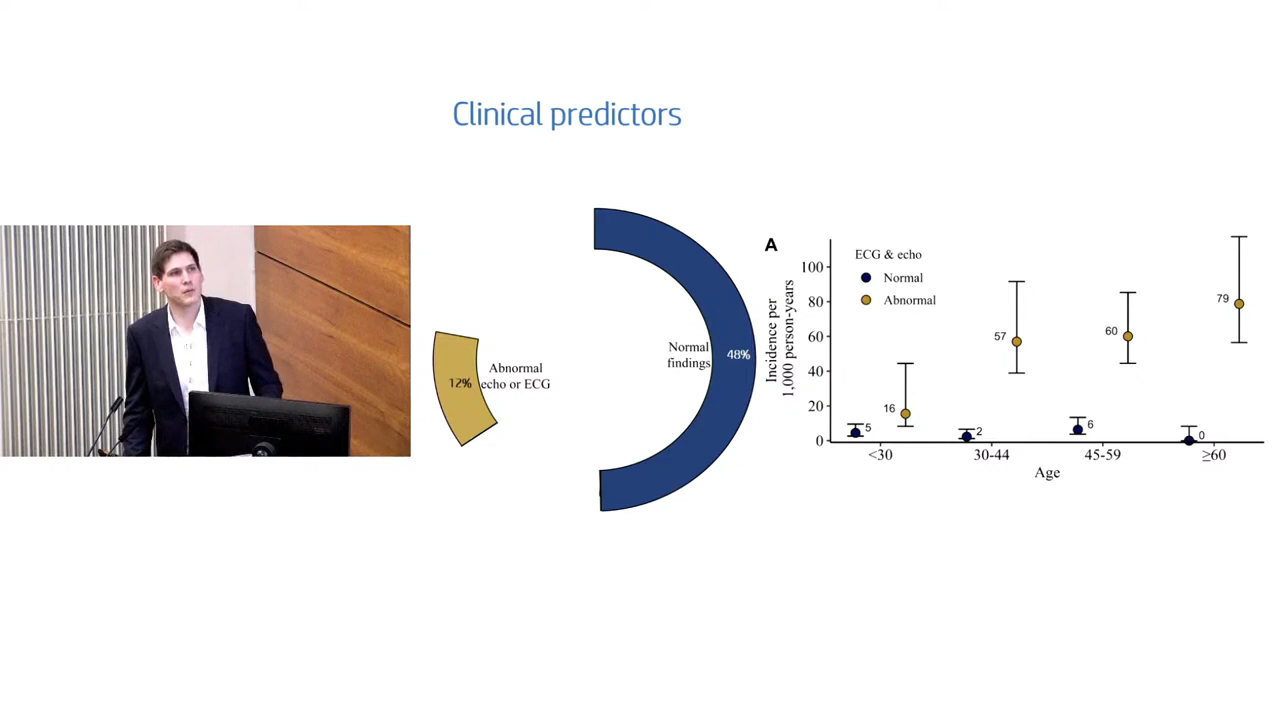 Clinical predictors
12%
Abnormal
echo or ECG
Normal
findings
48%
A
Incidence per
1,000 person-years
100
80
60
40
20
0
ECG & echo
Normal
Abnormal
5
16
2
57
6
60
0
79
<30
30-44
45-59
≥60
Age